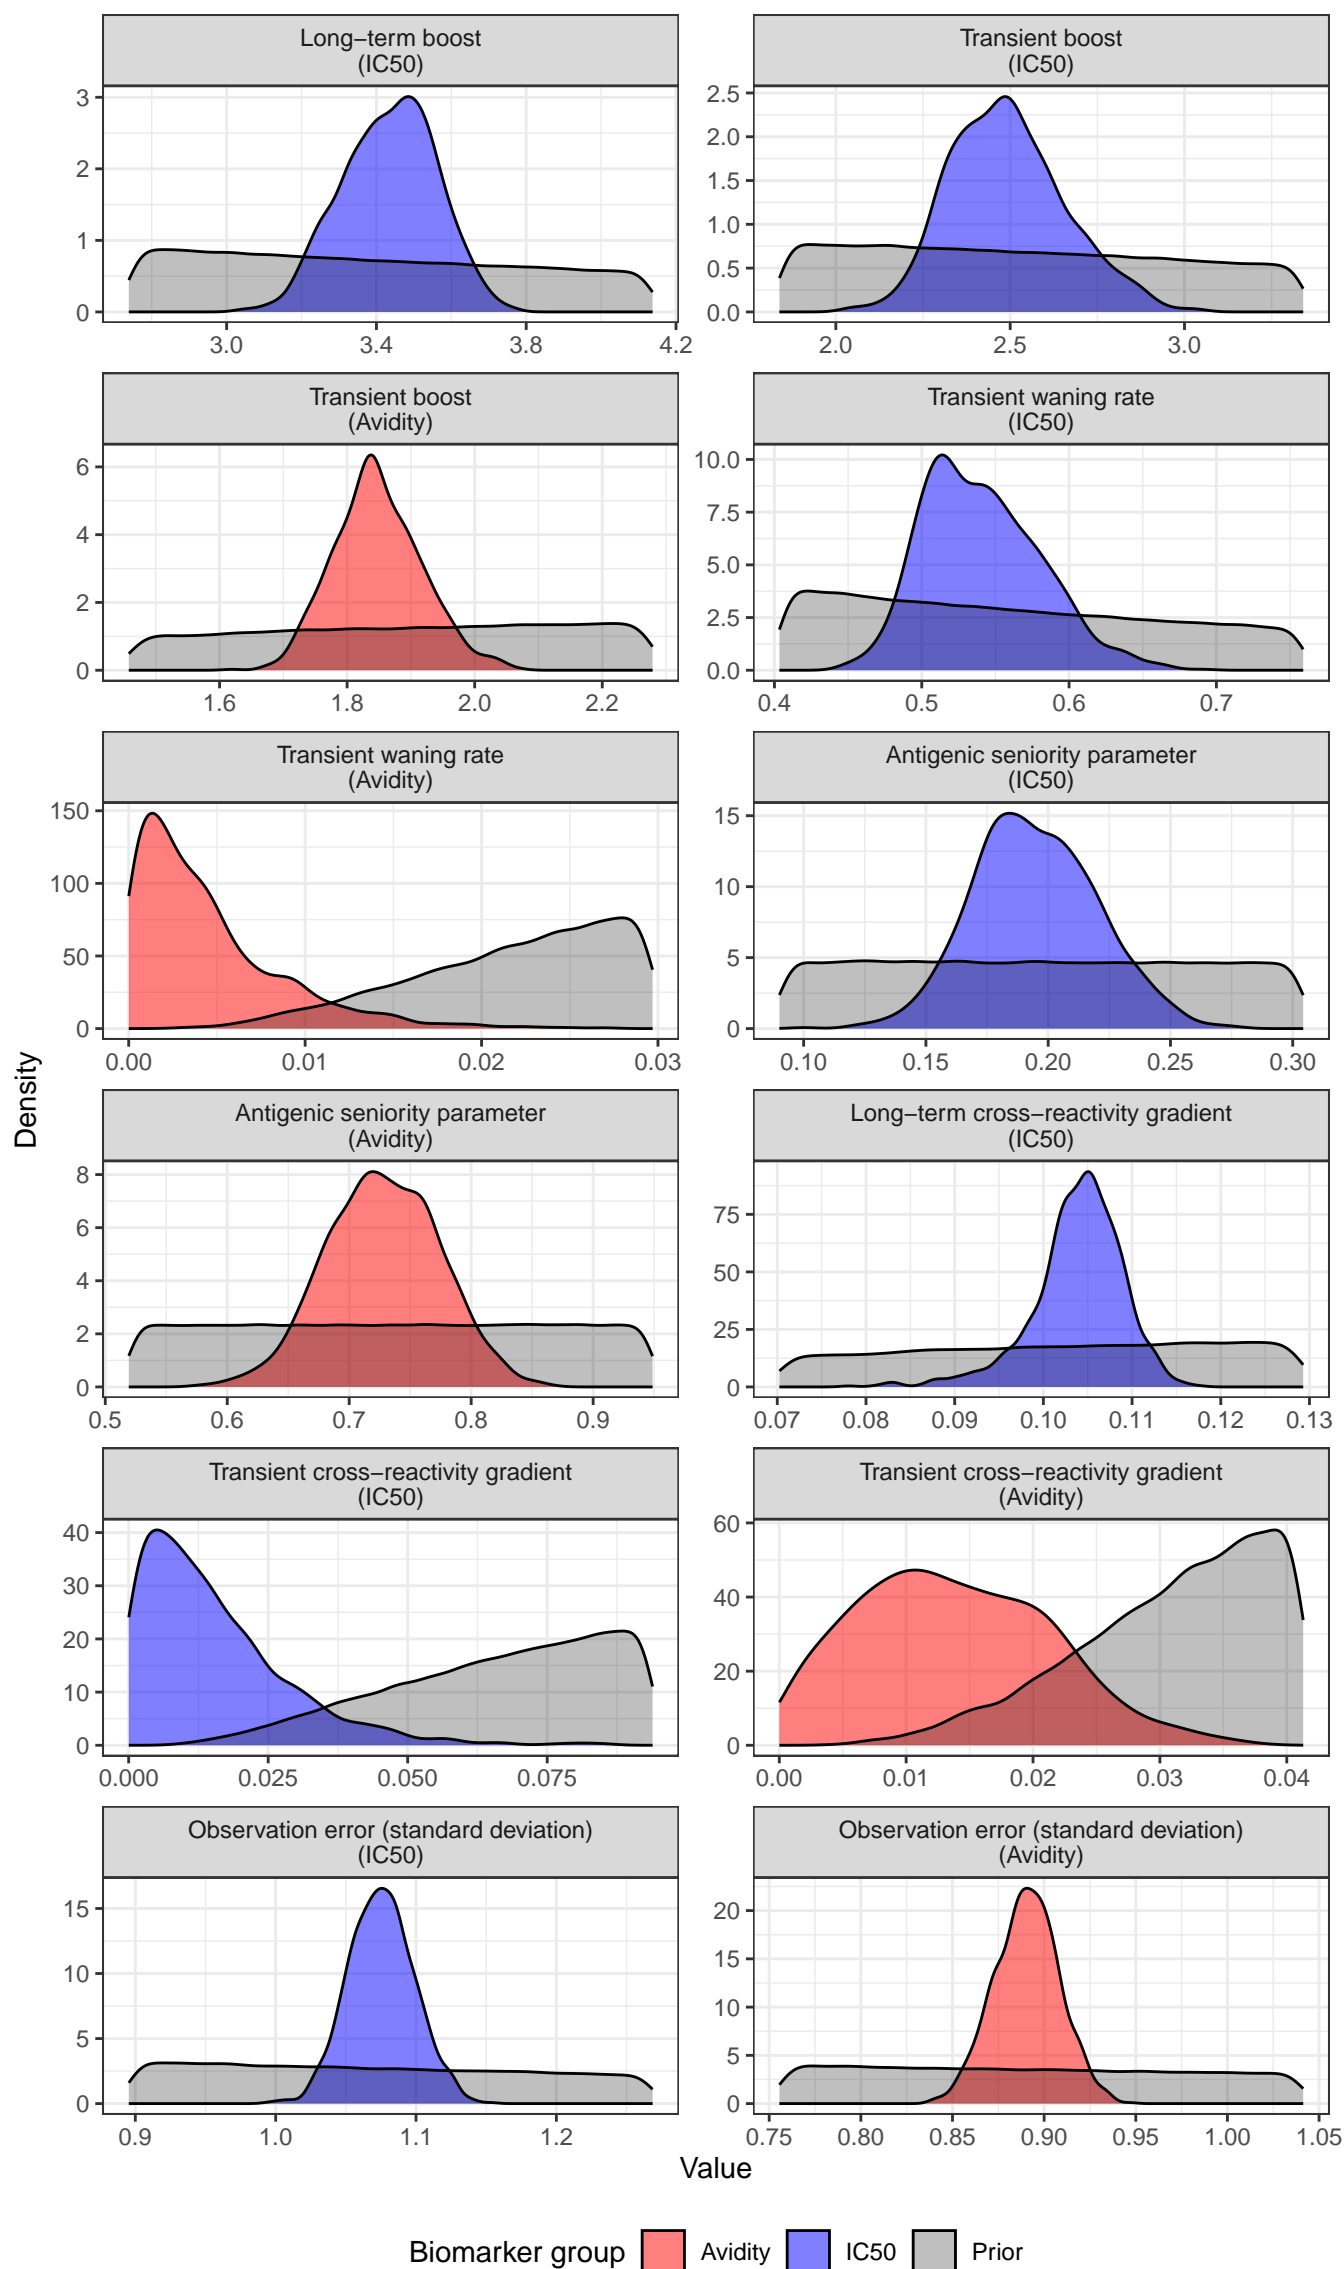 Long−term boost
(IC50)
Transient boost
(IC50)
3
2
1
0
3.0 3.4 3.8 4.2
2.5
2.0
1.5
1.0
0.5
0.0
2.0 2.5 3.0
Transient boost
(Avidity)
Transient waning rate
(IC50)
6
4
2
0
1.6 1.8 2.0 2.2
10.0
7.5
5.0
2.5
0.0
0.4 0.5 0.6 0.7
Transient waning rate
(Avidity)
Antigenic seniority parameter
(IC50)
150
100
50
0
0.00 0.01 0.02 0.03
15
10
5
0
0.10 0.15 0.20 0.25 0.30
Density
Antigenic seniority parameter
(Avidity)
Long−term cross−reactivity gradient
(IC50)
8
6
4
2
0
0.5 0.6 0.7 0.8 0.9
75
50
25
0
0.07 0.08 0.09 0.10 0.11 0.12 0.13
Transient cross−reactivity gradient
(IC50)
Transient cross−reactivity gradient
(Avidity)
40
30
20
10
0
0.000 0.025 0.050 0.075
60
40
20
0
0.00 0.01 0.02 0.03 0.04
Observation error (standard deviation)
(IC50)
Observation error (standard deviation)
(Avidity)
15
10
5
0
0.9 1.0 1.1 1.2
20
15
10
5
0
0.75 0.80 0.85 0.90 0.95 1.00 1.05
Value
Biomarker group Avidity IC50 Prior